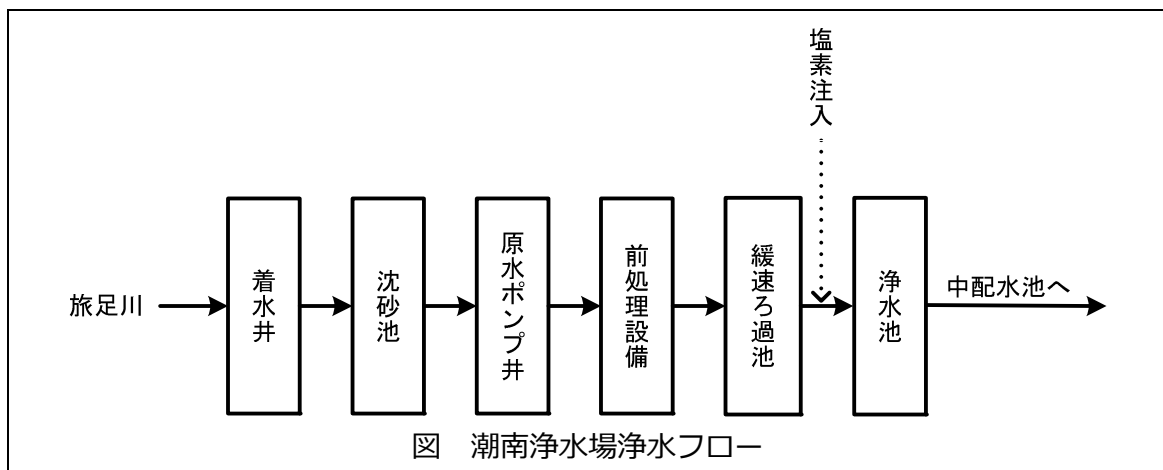 旅足川
着水井
沈砂池
原水ポンプ井
前処理設備
緩速ろ過池
塩素注入
浄水池
中配水池へ
図　潮南浄水場浄水フロー